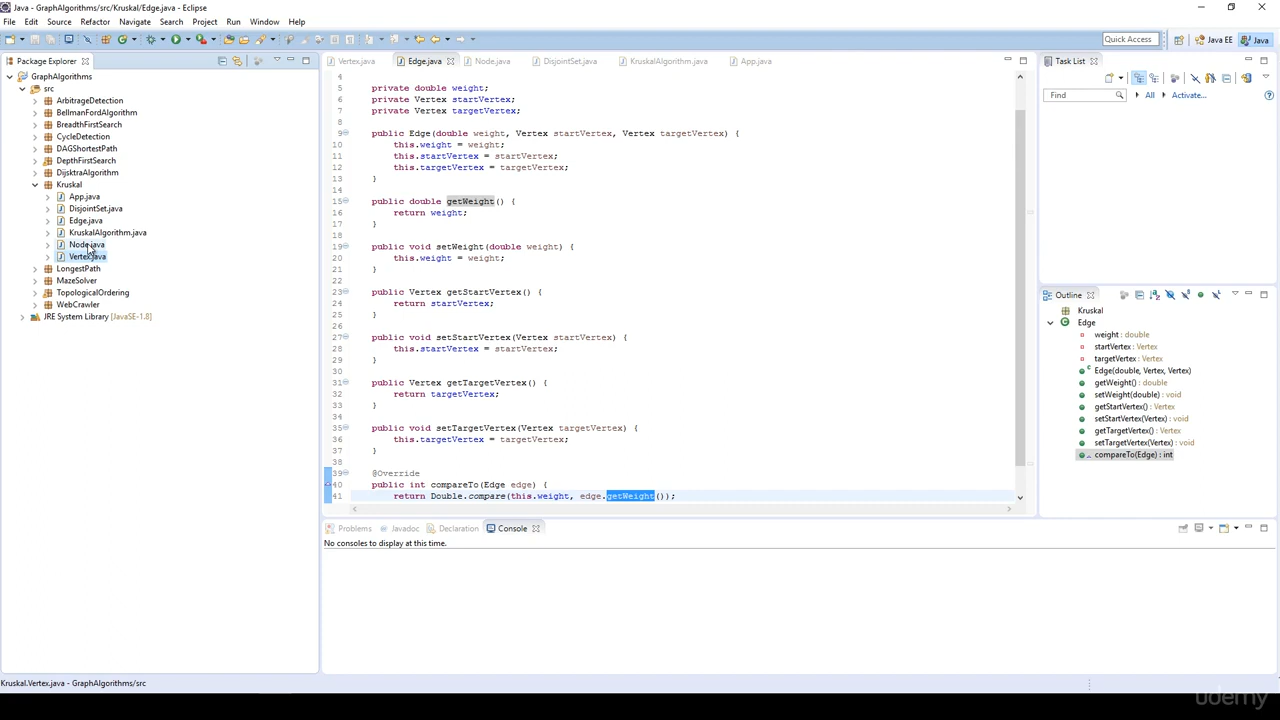 Java - GraphAlgorithms/src/Kruskal/Edge.java - Eclipse
File Edit Source Refactor Navigate Search Project Run Window Help
Quick Access
Java EE
Java
Package Explorer
GraphAlgorithms
src
ArbitrageDetection
BellmanFordAlgorithm
BreadthFirstSearch
CycleDetection
DAGShortestPath
DepthFirstSearch
DijsktraAlgorithm
Kruskal
App.java
DisjointSet.java
Edge.java
KruskalAlgorithm.java
Node.java
Vertex.java
LongestPath
MazeSolver
TopologicalOrdering
WebCrawler
JRE System Library [JavaSE-1.8]
Vertex.java Edge.java Node.java DisjointSet.java KruskalAlgorithm.java App.java
4
5 private double weight;
6 private Vertex startVertex;
7 private Vertex targetVertex;
8
9 public Edge(double weight, Vertex startVertex, Vertex targetVertex) {
10 this.weight = weight;
11 this.startVertex = startVertex;
12 this.targetVertex = targetVertex;
13 }
14
15 public double getWeight() {
16 return weight;
17 }
18
19 public void setWeight(double weight) {
20 this.weight = weight;
21 }
22
23 public Vertex getStartVertex() {
24 return startVertex;
25 }
26
27 public void setStartVertex(Vertex startVertex) {
28 this.startVertex = startVertex;
29 }
30
31 public Vertex getTargetVertex() {
32 return targetVertex;
33 }
34
35 public void setTargetVertex(Vertex targetVertex) {
36 this.targetVertex = targetVertex;
37 }
38
39 @Override
40 public int compareTo(Edge edge) {
41 return Double.compare(this.weight, edge.getWeight());
Task List
Find
All
Activate...
Outline
Kruskal
Edge
weight : double
startVertex : Vertex
targetVertex : Vertex
Edge(double, Vertex, Vertex)
getWeight() : double
setWeight(double) : void
getStartVertex() : Vertex
setStartVertex(Vertex) : void
getTargetVertex() : Vertex
setTargetVertex(Vertex) : void
compareTo(Edge) : int
Problems Javadoc Declaration Console
No consoles to display at this time.
Kruskal.Vertex.java - GraphAlgorithms/src
udemy